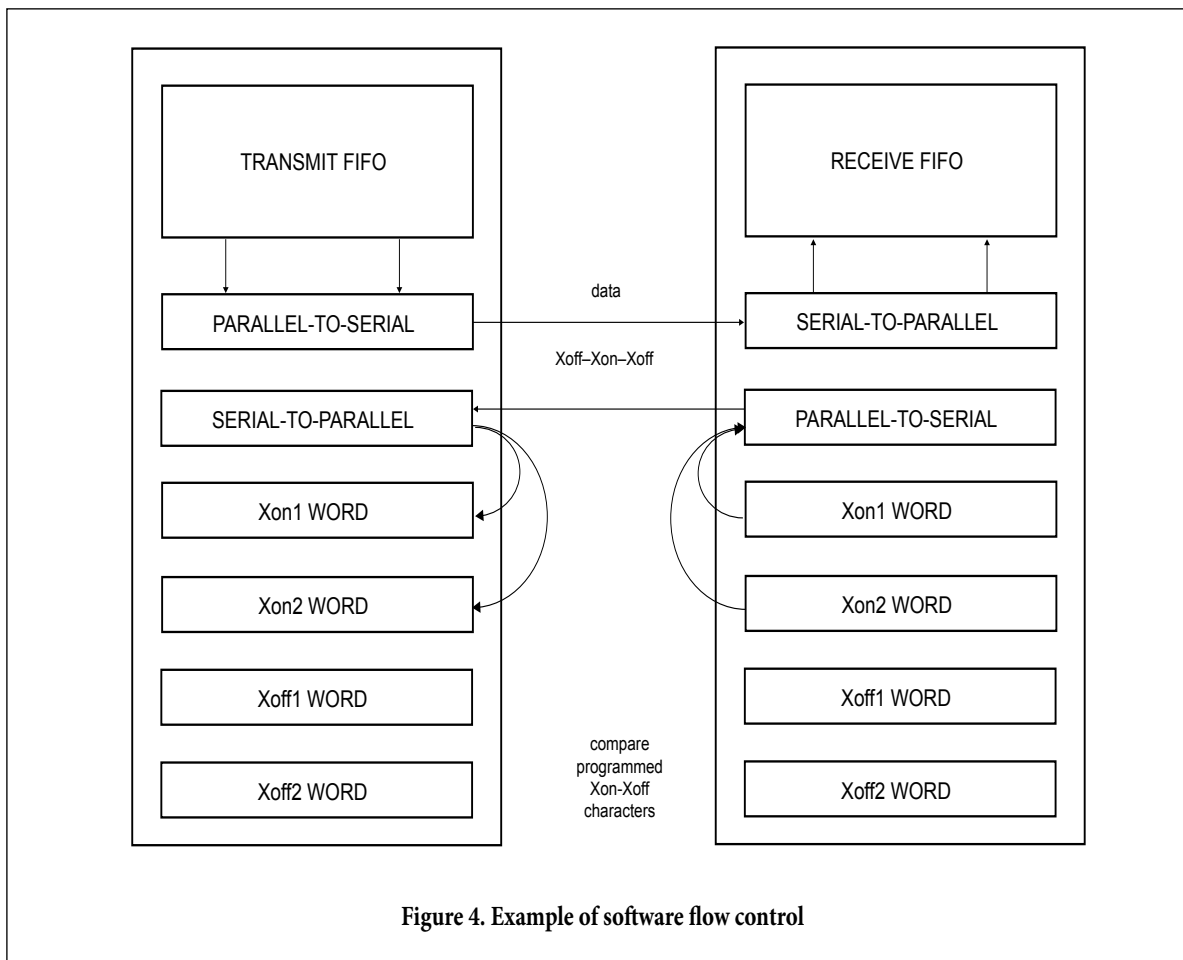 TRANSMIT FIFO
RECEIVE FIFO
PARALLEL-TO-SERIAL
data
SERIAL-TO-PARALLEL
Xoff–Xon–Xoff
SERIAL-TO-PARALLEL
PARALLEL-TO-SERIAL
Xon1 WORD
Xon1 WORD
Xon2 WORD
Xon2 WORD
Xoff1 WORD
Xoff1 WORD
compare
programmed
Xon-Xoff
characters
Xoff2 WORD
Xoff2 WORD
Figure 4. Example of software flow control